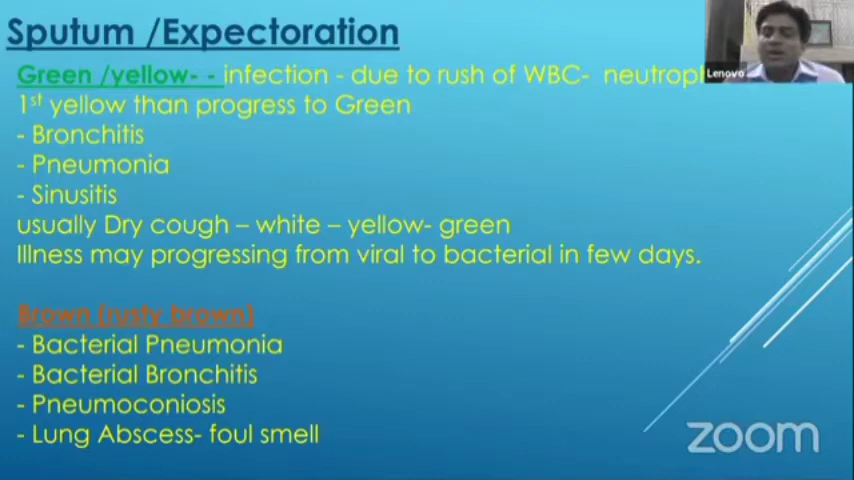 Sputum /Expectoration
Green /yellow- - infection - due to rush of WBC- neutroph
1st yellow than progress to Green
- Bronchitis
- Pneumonia
- Sinusitis
usually Dry cough – white – yellow- green
Illness may progressing from viral to bacterial in few days.
Brown (rusty brown)
- Bacterial Pneumonia
- Bacterial Bronchitis
- Pneumoconiosis
- Lung Abscess- foul smell
Lenovo
zoom